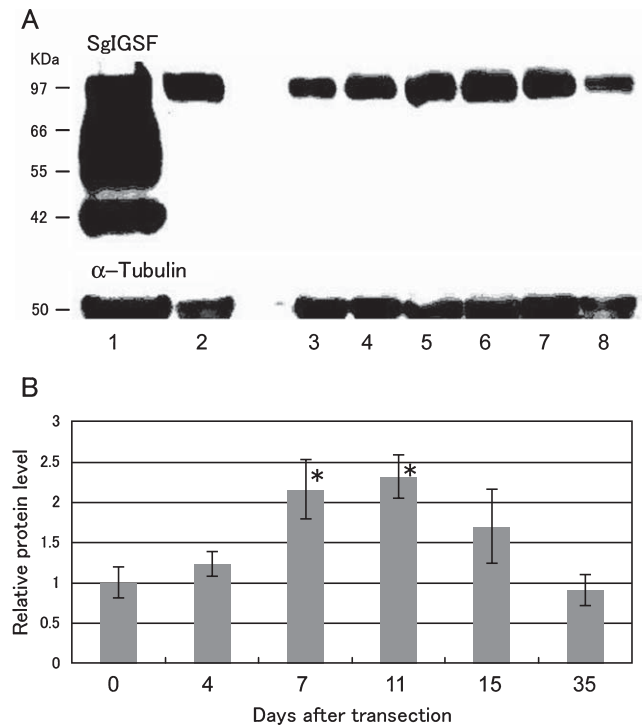 A
SgIGSF
KDa
97
66
55
42
α–Tubulin
50
1 2 3 4 5 6 7 8
B
Relative protein level
3
2.5
2
1.5
1
0.5
0
* *
0 4 7 11 15 35
Days after transection